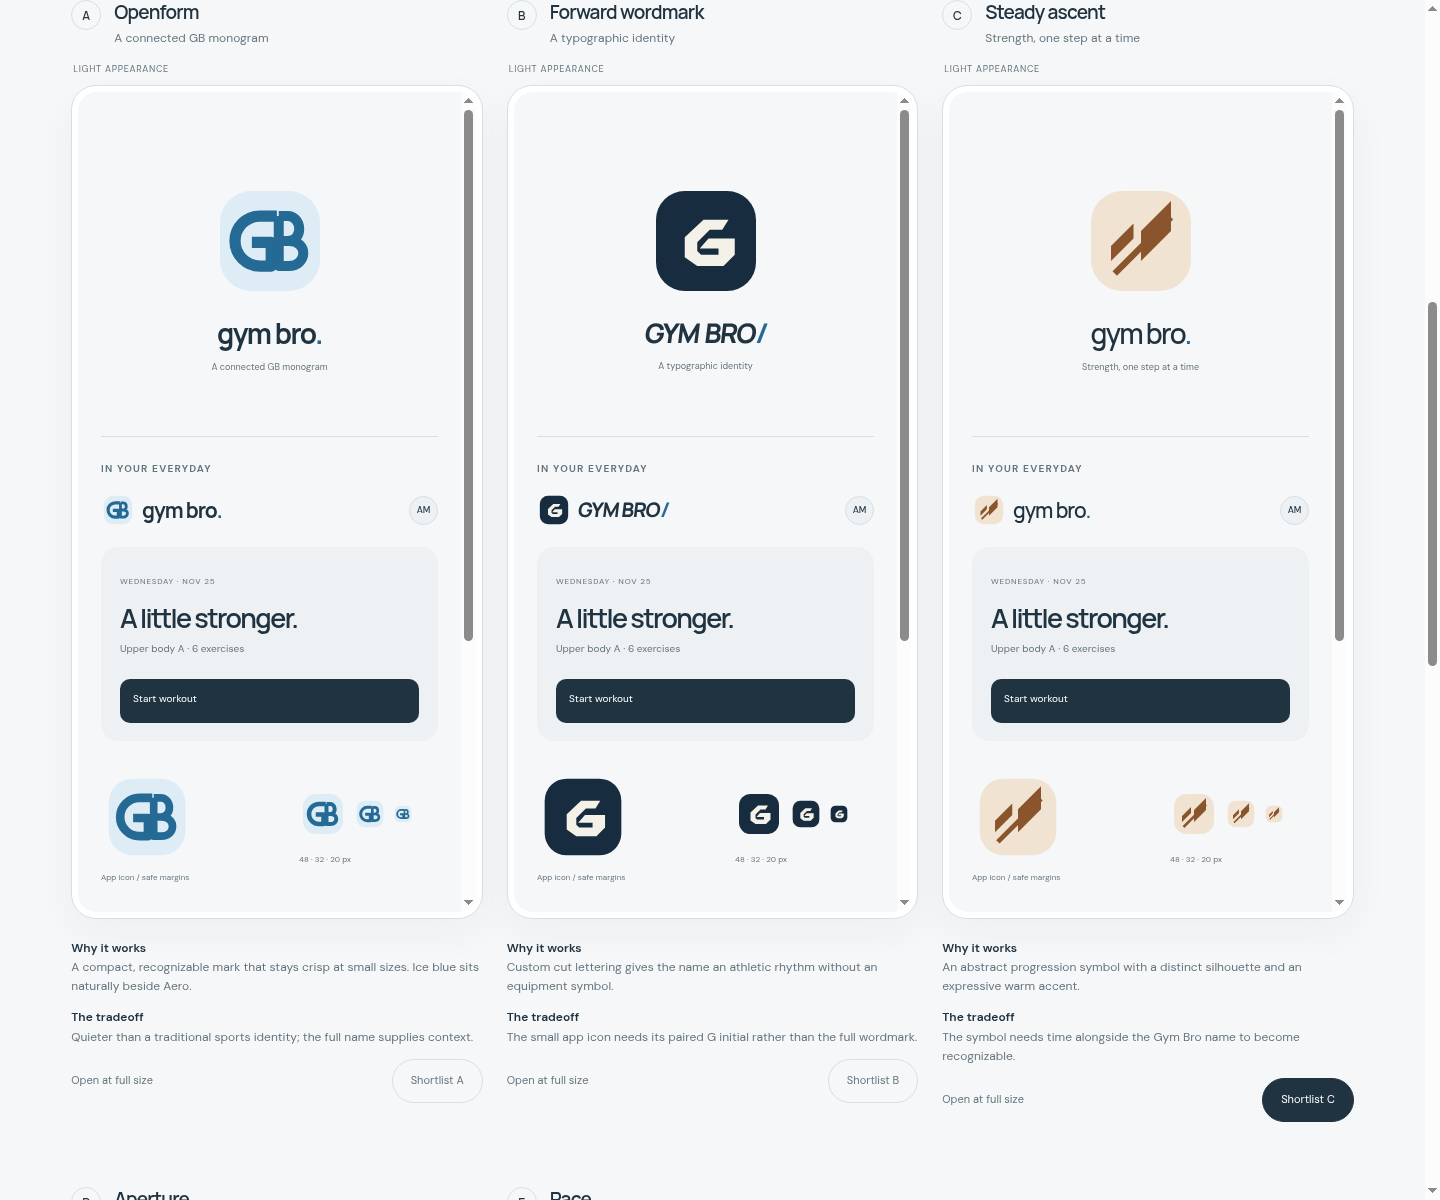 A
Openform
A connected GB monogram
LIGHT APPEARANCE
GB
gym bro.
A connected GB monogram
IN YOUR EVERYDAY
GB gym bro.
AM
WEDNESDAY · NOV 25
A little stronger.
Upper body A · 6 exercises
Start workout
GB
GB GB GB
48 · 32 · 20 px
App icon / safe margins
Why it works
A compact, recognizable mark that stays crisp at small sizes. Ice blue sits
naturally beside Aero.
The tradeoff
Quieter than a traditional sports identity; the full name supplies context.
Open at full size
Shortlist A
B
Forward wordmark
A typographic identity
LIGHT APPEARANCE
G
GYM BRO/
A typographic identity
IN YOUR EVERYDAY
G GYM BRO/
AM
WEDNESDAY · NOV 25
A little stronger.
Upper body A · 6 exercises
Start workout
G
G G G
48 · 32 · 20 px
App icon / safe margins
Why it works
Custom cut lettering gives the name an athletic rhythm without an
equipment symbol.
The tradeoff
The small app icon needs its paired G initial rather than the full wordmark.
Open at full size
Shortlist B
C
Steady ascent
Strength, one step at a time
LIGHT APPEARANCE
gym bro.
Strength, one step at a time
IN YOUR EVERYDAY
gym bro.
AM
WEDNESDAY · NOV 25
A little stronger.
Upper body A · 6 exercises
Start workout
48 · 32 · 20 px
App icon / safe margins
Why it works
An abstract progression symbol with a distinct silhouette and an
expressive warm accent.
The tradeoff
The symbol needs time alongside the Gym Bro name to become
recognizable.
Open at full size
Shortlist C
Aperture
Pace